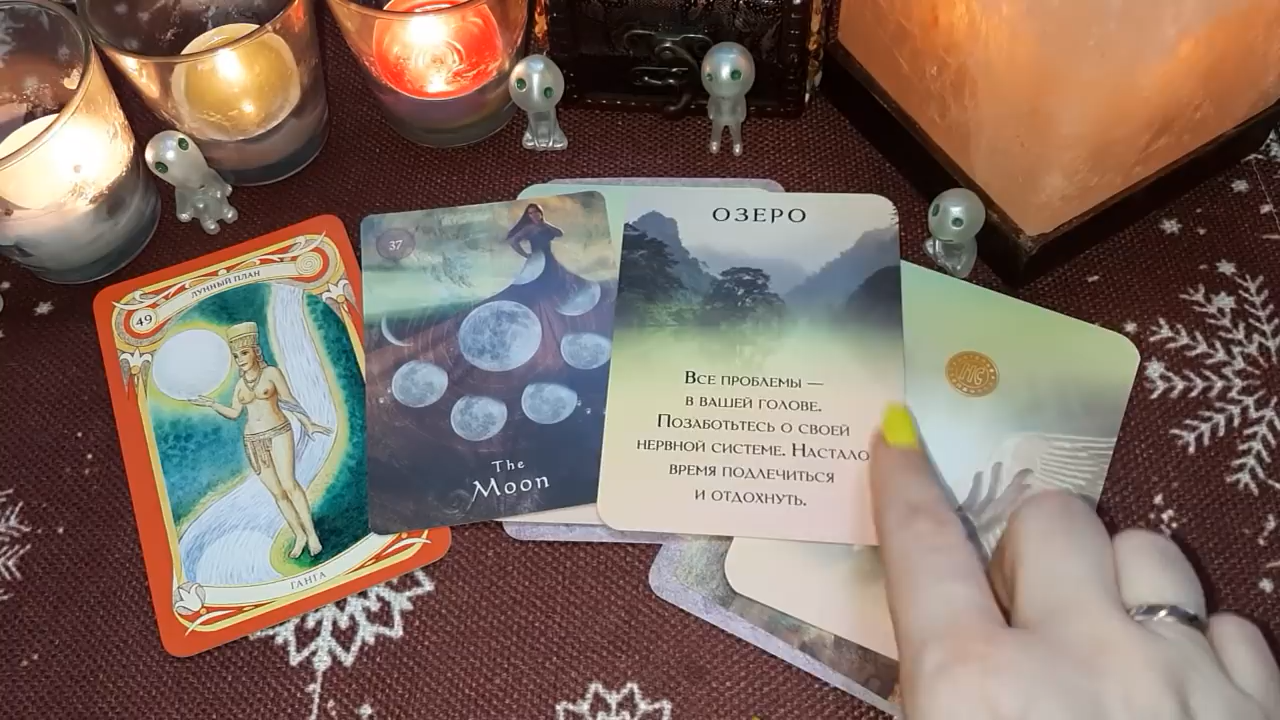 49
ЛУННЫЙ ПЛАН
ГАНГА
37
The
Moon
ОЗЕРО
Все проблемы —
в вашей голове.
Позаботьтесь о своей
нервной системе. Настало
время подлечиться
и отдохнуть.